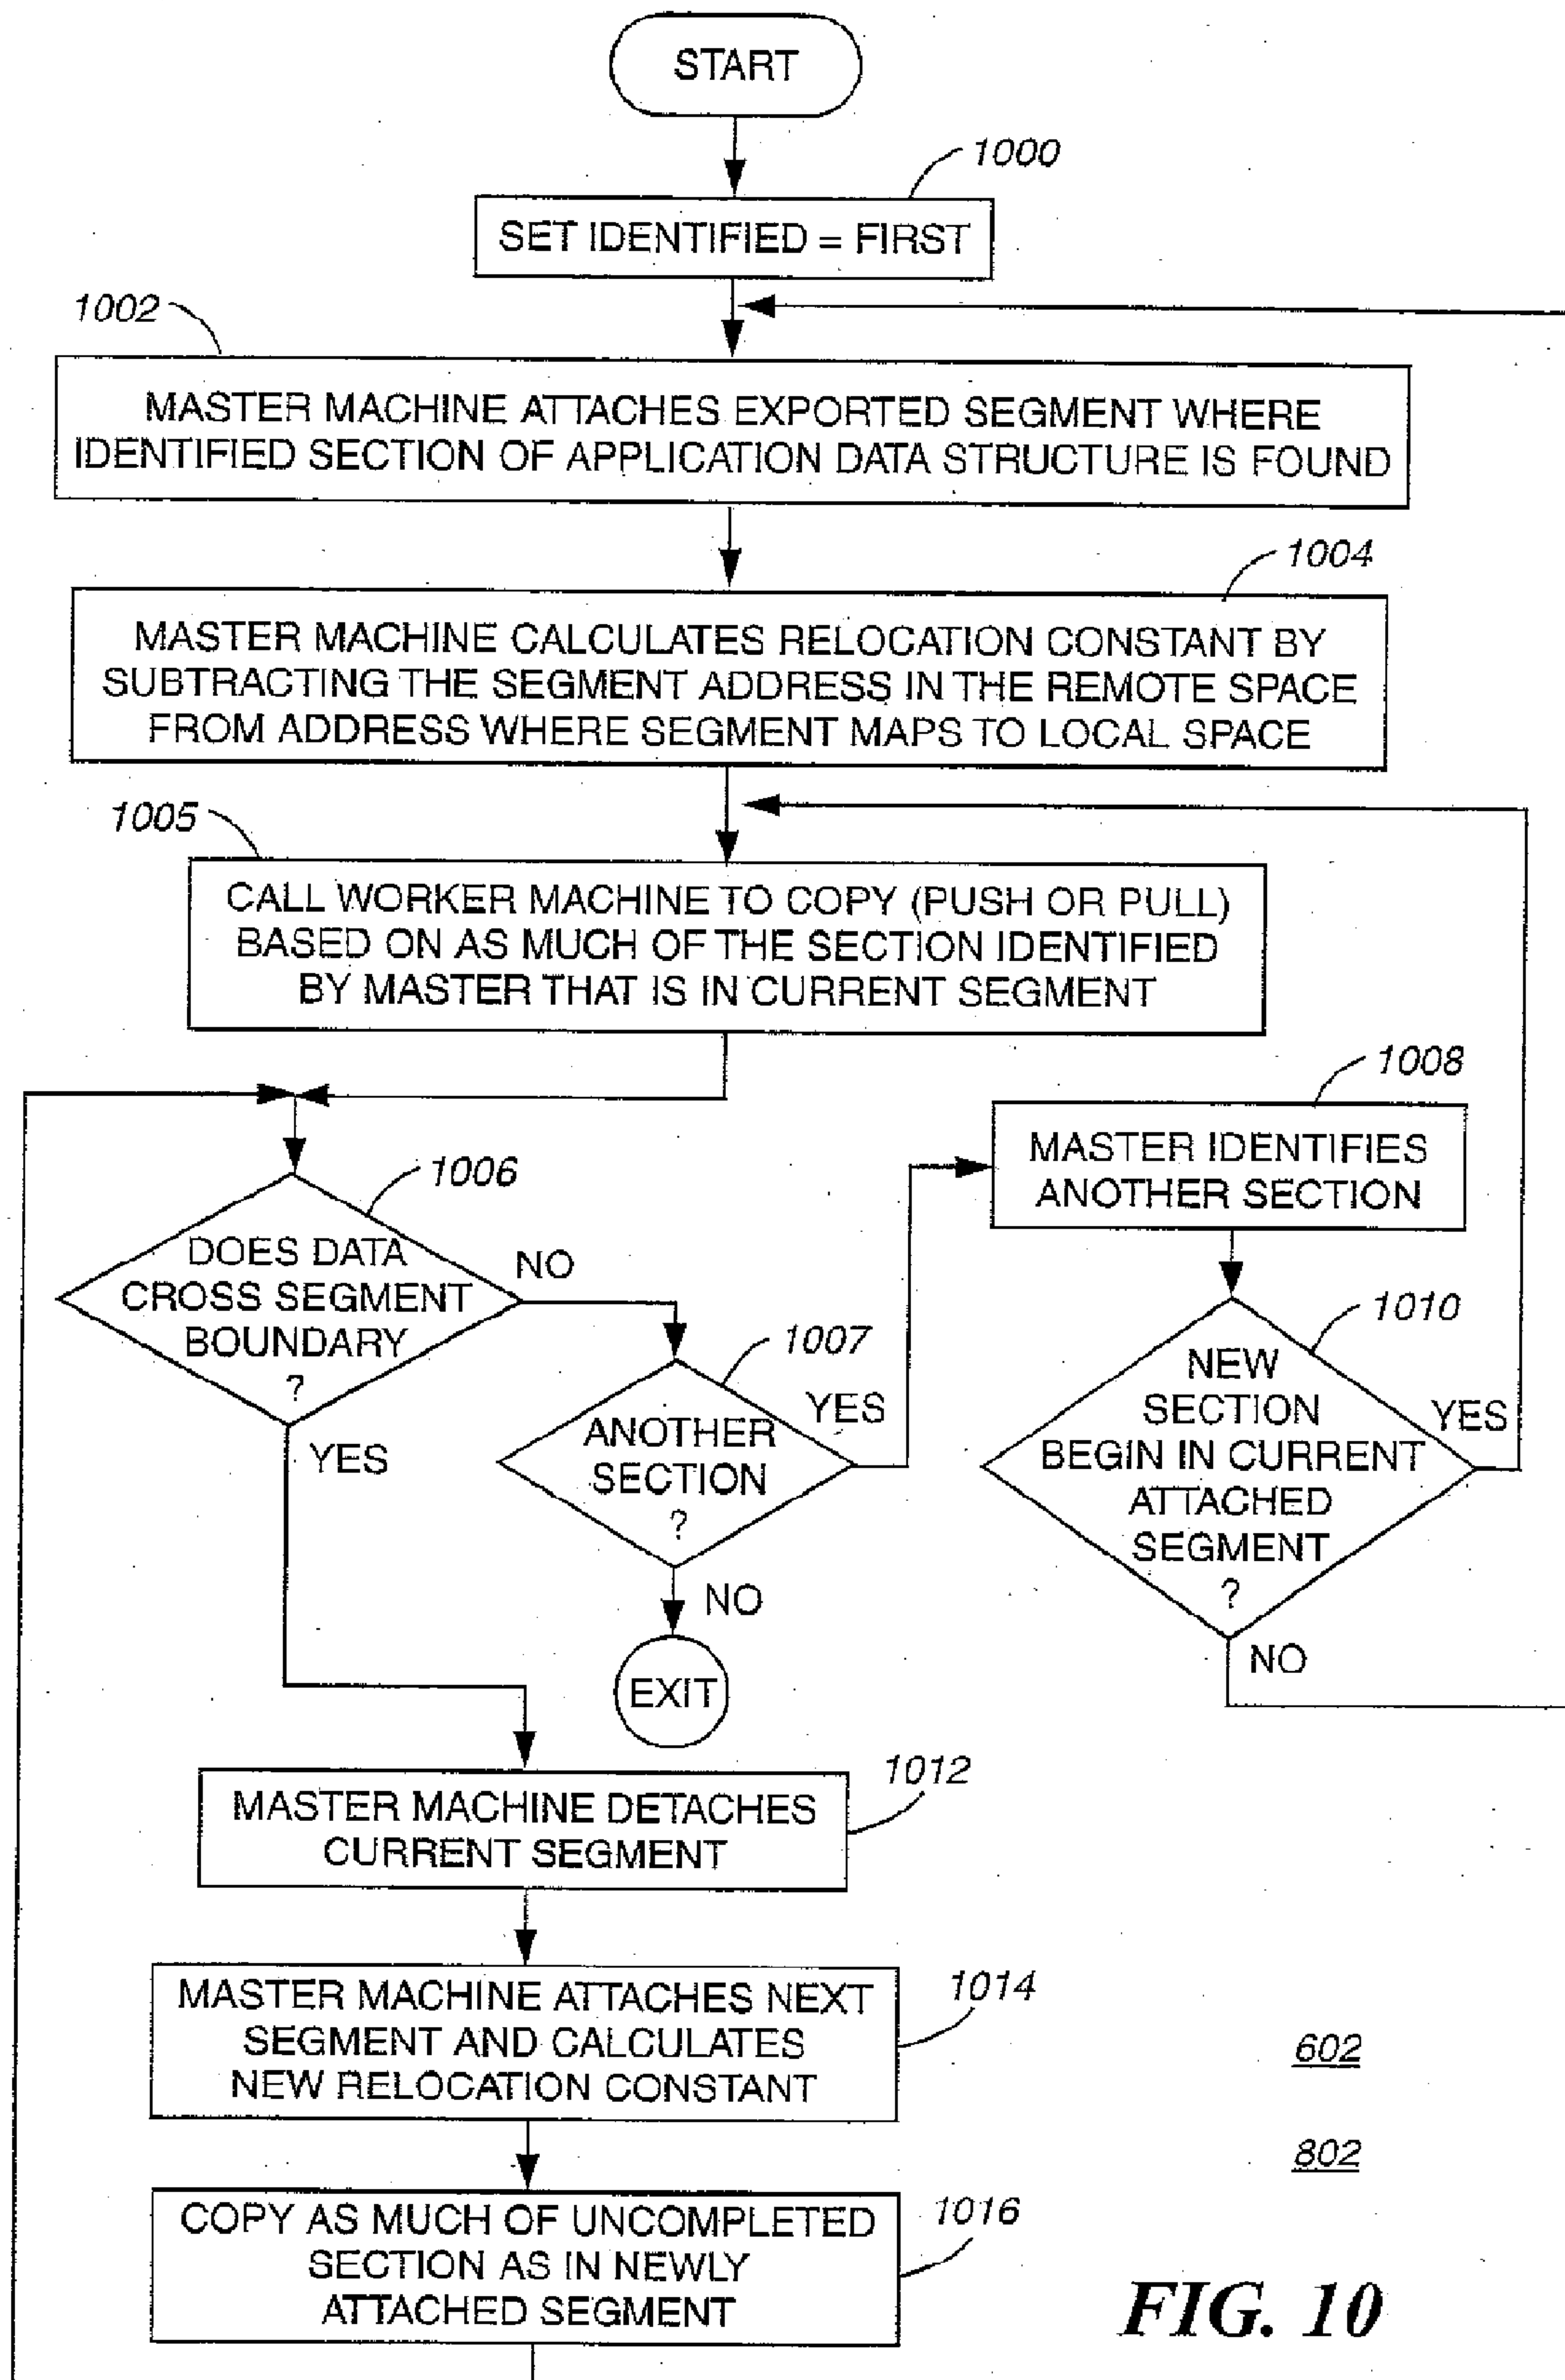 START
1000
SET IDENTIFIED = FIRST
1002
MASTER MACHINE ATTACHES EXPORTED SEGMENT WHERE
IDENTIFIED SECTION OF APPLICATION DATA STRUCTURE IS FOUND
1004
MASTER MACHINE CALCULATES RELOCATION CONSTANT BY
SUBTRACTING THE SEGMENT ADDRESS IN THE REMOTE SPACE
FROM ADDRESS WHERE SEGMENT MAPS TO LOCAL SPACE
1005
CALL WORKER MACHINE TO COPY (PUSH OR PULL)
BASED ON AS MUCH OF THE SECTION IDENTIFIED
BY MASTER THAT IS IN CURRENT SEGMENT
1008
MASTER IDENTIFIES
ANOTHER SECTION
1006
DOES DATA
CROSS SEGMENT
BOUNDARY
?
NO
YES
1007
ANOTHER
SECTION
?
YES
NO
EXIT
1010
NEW
SECTION
BEGIN IN CURRENT
ATTACHED
SEGMENT
?
YES
NO
1012
MASTER MACHINE DETACHES
CURRENT SEGMENT
1014
MASTER MACHINE ATTACHES NEXT
SEGMENT AND CALCULATES
NEW RELOCATION CONSTANT
602
802
1016
COPY AS MUCH OF UNCOMPLETED
SECTION AS IN NEWLY
ATTACHED SEGMENT
FIG. 10